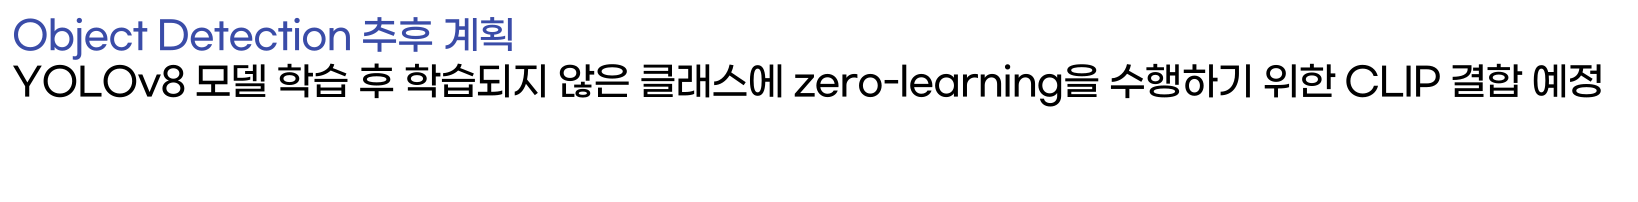 Object Detection 추후 계획
YOLOv8 모델 학습 후 학습되지 않은 클래스에 zero-learning을 수행하기 위한 CLIP 결합 예정